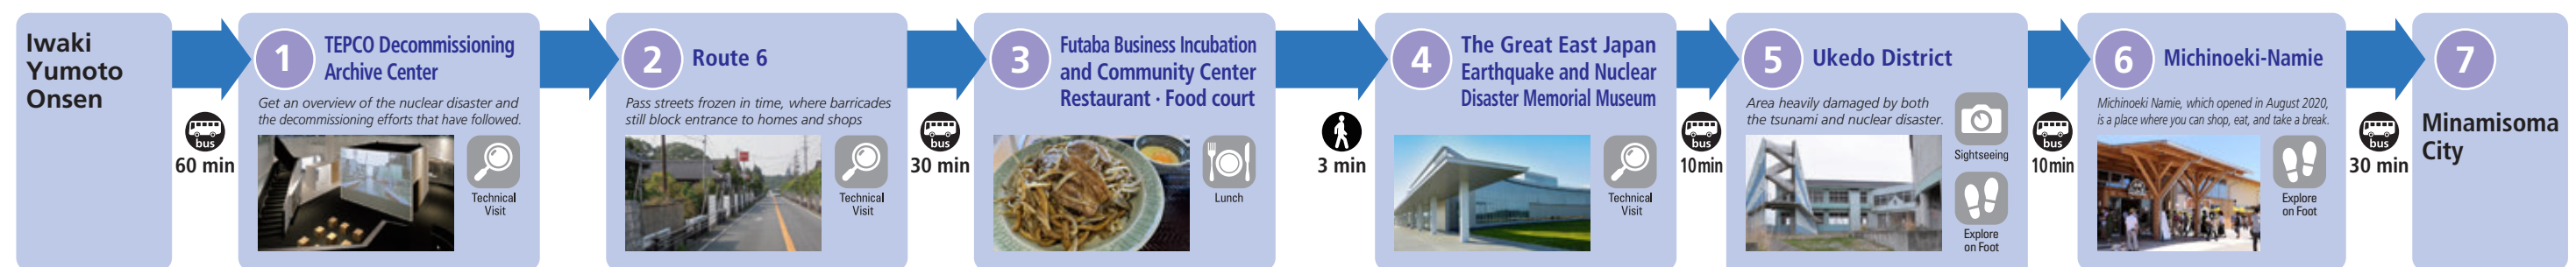 Iwaki
Yumoto
Onsen
bus
60 min
1
TEPCO Decommissioning
Archive Center
Get an overview of the nuclear disaster and
the decommissioning efforts that have followed.
Technical
Visit
2
Route 6
Pass streets frozen in time, where barricades
still block entrance to homes and shops
Technical
Visit
bus
30 min
3
Futaba Business Incubation
and Community Center
Restaurant · Food court
Lunch
3 min
4
The Great East Japan
Earthquake and Nuclear
Disaster Memorial Museum
Technical
Visit
bus
10min
5
Ukedo District
Area heavily damaged by both
the tsunami and nuclear disaster.
Sightseeing
Explore
on Foot
bus
10min
6
Michinoeki-Namie
Michinoeki Namie, which opened in August 2020,
is a place where you can shop, eat, and take a break.
Explore
on Foot
bus
30 min
7
Minamisoma
City